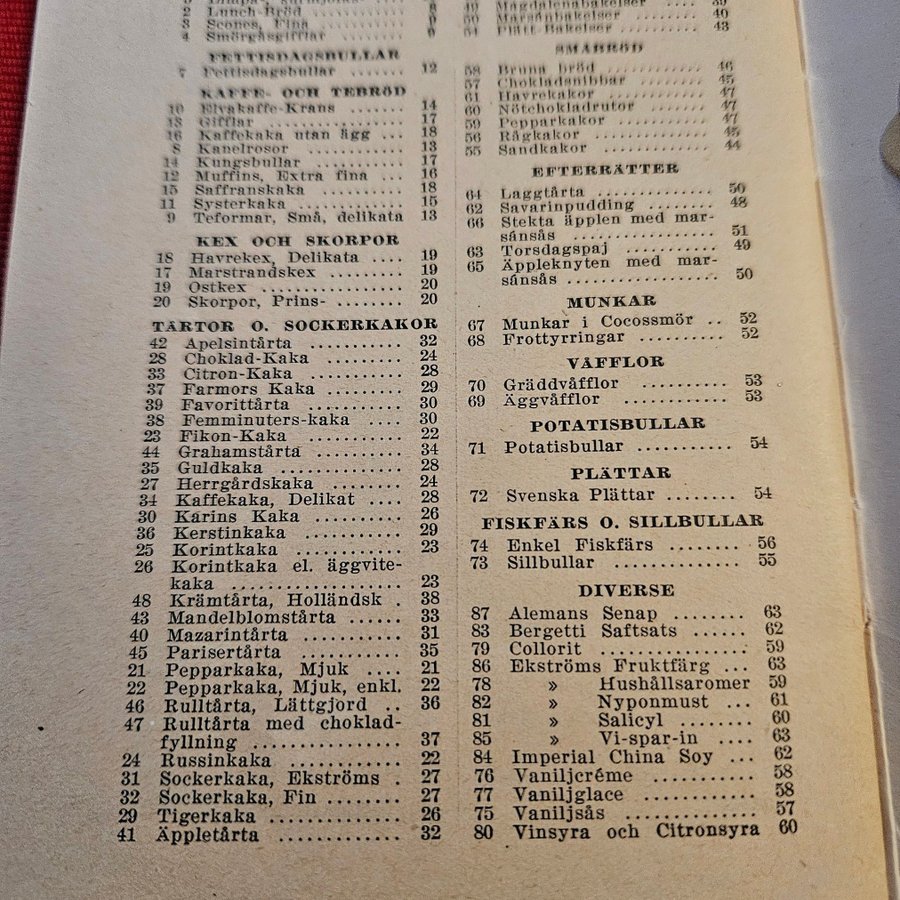 2 Lunch-Bröd ....... 8
3 Scones, Fina ....... 8
4 Smörgåsgifflar ...... 9
FETTISDAGSBULLAR
7 Fettisdagsbullar ...... 12
KAFFE- OCH TEBRÖD
10 Elvakaffe-Krans ...... 14
13 Gifflar ............ 17
16 Kaffekaka utan ägg ... 18
8 Kanelrosor ......... 13
14 Kungsbullar ........ 17
12 Muffins, Extra fina ... 16
15 Saffranskaka ........ 18
11 Systerkaka ......... 15
9 Teformar, Små, delikata 13
KEX OCH SKORPOR
18 Havrekex, Delikata .... 19
17 Marstrandskex ........ 19
19 Ostkex ............. 20
20 Skorpor, Prins- ....... 20
TÅRTOR O. SOCKERKAKOR
42 Apelsintårta .......... 32
28 Choklad-Kaka ........ 24
33 Citron-Kaka ......... 28
37 Farmors Kaka ........ 29
39 Favorittårta ......... 30
38 Femminuters-kaka .... 30
23 Fikon-Kaka ......... 22
44 Grahamstårta ........ 34
35 Guldkaka ........... 28
27 Herrgårdskaka ....... 24
34 Kaffekaka, Delikat .... 28
30 Karins Kaka ......... 26
36 Kerstinkaka ......... 29
25 Korintkaka .......... 23
26 Korintkaka el. äggvite-
kaka .................. 23
48 Krämtårta, Holländsk . 38
43 Mandelblomstårta ...... 33
40 Mazarintårta .......... 31
45 Parisertårta .......... 35
21 Pepparkaka, Mjuk .... 21
22 Pepparkaka, Mjuk, enkl. 22
46 Rulltårta, Lättgjord .. 36
47 Rulltårta med choklad-
fyllning ............... 37
24 Russinkaka ........... 22
31 Sockerkaka, Ekströms . 27
32 Sockerkaka, Fin ........ 27
29 Tigerkaka ............. 26
41 Äppletårta ............ 32
49 Magdalenabakelser .... 39
50 Marsånbakelser ...... 40
54 Plått-Bakelser ....... 43
SMÅBRÖD
58 Bruna bröd ........... 46
57 Chokladsnibbar ....... 45
61 Havrekakor .......... 47
60 Nötchokladrutor ...... 47
59 Pepparkakor ......... 47
56 Rågkakor ............ 45
55 Sandkakor ........... 44
EFTERRÄTTER
64 Laggtårta ............ 50
62 Savarinpudding ....... 48
66 Stekta äpplen med mar-
sånsås ................. 51
63 Torsdagspaj ......... 49
65 Äppleknyten med mar-
sånsås ................. 50
MUNKAR
67 Munkar i Cocossmör .. 52
68 Frottyrringar ......... 52
VÅFFLOR
70 Gräddvåfflor ......... 53
69 Äggvåfflor ........... 53
POTATISBULLAR
71 Potatisbullar ........... 54
PLÄTTAR
72 Svenska Plättar ........ 54
FISKFÄRS O. SILLBULLAR
74 Enkel Fiskfärs ........ 56
73 Sillbullar ............. 55
DIVERSE
87 Alemans Senap ........ 63
83 Bergetti Saftsats ...... 62
79 Collorit .............. 59
86 Ekströms Fruktfärg ... 63
78 » Hushållsaromer 59
82 » Nyponmust ... 61
81 » Salicyl ....... 60
85 » Vi-spar-in .... 63
84 Imperial China Soy ... 62
76 Vaniljcréme ........... 58
77 Vaniljglace ............ 58
75 Vaniljsås ............. 57
80 Vinsyra och Citronsyra 60